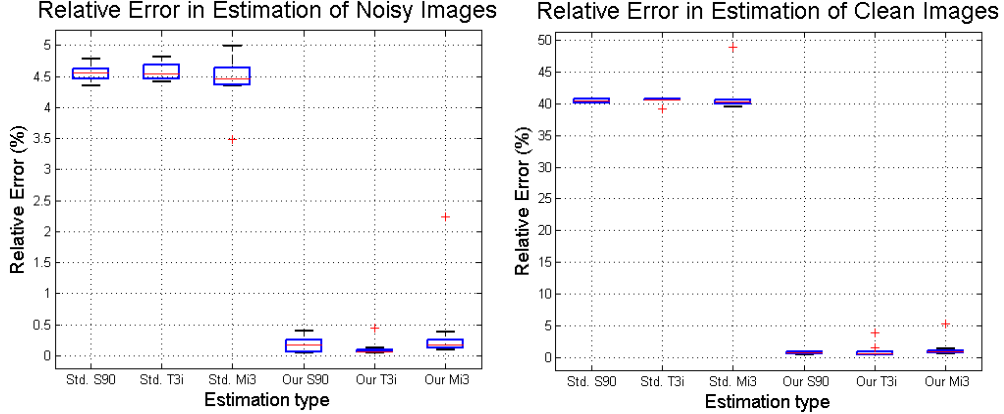 Relative Error in Estimation of Noisy Images
Relative Error (%)
5
4.5
4
3.5
3
2.5
2
1.5
1
0.5
0
Std. S90 Std. T3i Std. Mi3 Our S90 Our T3i Our Mi3
Estimation type
Relative Error in Estimation of Clean Images
Relative Error (%)
50
45
40
35
30
25
20
15
10
5
0
Std. S90 Std. T3i Std. Mi3 Our S90 Our T3i Our Mi3
Estimation type